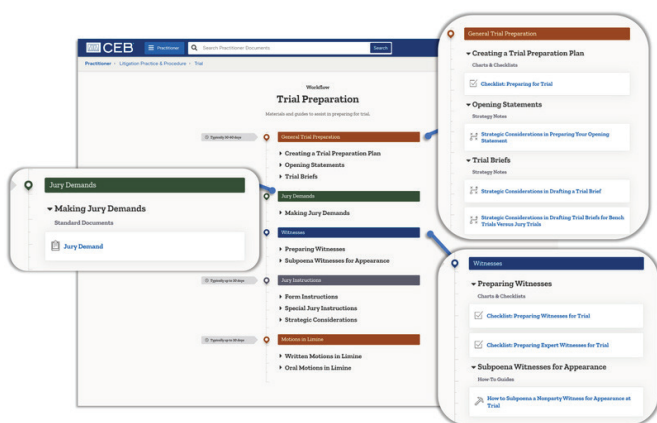 CEB
Practitioner
Search Practitioner Documents
Search
Practitioner > Litigation Practice & Procedure > Trial
Workflow
Trial Preparation
Materials and guides to assist in preparing for trial.
General Trial Preparation
Creating a Trial Preparation Plan
Opening Statements
Trial Briefs
Jury Demands
Making Jury Demands
Witnesses
Preparing Witnesses
Subpoena Witnesses for Appearance
Jury Instructions
Form Instructions
Special Jury Instructions
Strategic Considerations
Motions in Limine
Written Motions in Limine
Oral Motions in Limine
Jury Demands
Making Jury Demands
Standard Documents
Jury Demand
General Trial Preparation
Creating a Trial Preparation Plan
Charts & Checklists
Checklist: Preparing for Trial
Opening Statements
Strategy Notes
Strategic Considerations in Preparing Your Opening
Statement
Trial Briefs
Strategy Notes
Strategic Considerations in Drafting a Trial Brief
Strategic Considerations in Drafting Trial Briefs for Bench
Trials Versus Jury Trials
Witnesses
Preparing Witnesses
Charts & Checklists
Checklist: Preparing Witnesses for Trial
Checklist: Preparing Expert Witnesses for Trial
Subpoena Witnesses for Appearance
How-To Guides
How to Subpoena a Nonparty Witness for Appearance at
Trial